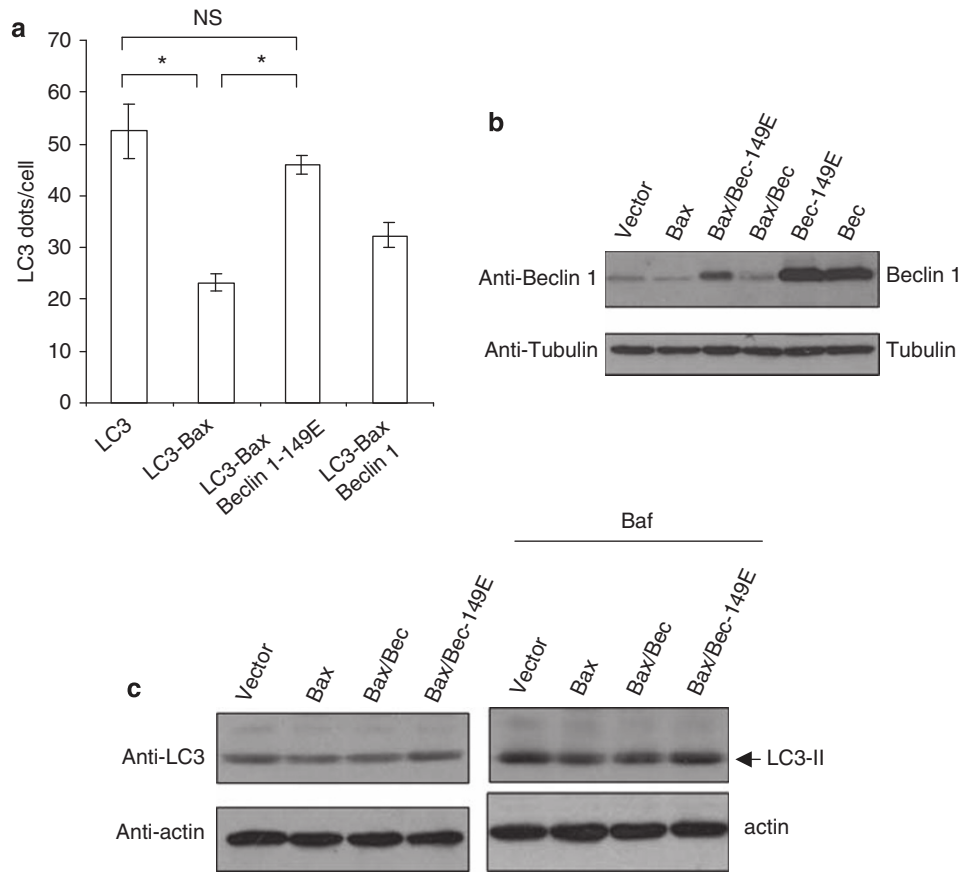 a
NS
*
*
70
60
50
40
30
20
10
0
LC3 dots/cell
LC3
LC3-Bax
LC3-Bax
Beclin 1-149E
LC3-Bax
Beclin 1
b
Vector
Bax
Bax/Bec-149E
Bax/Bec
Bec-149E
Bec
Anti-Beclin 1
Beclin 1
Anti-Tubulin
Tubulin
Baf
c
Vector
Bax
Bax/Bec
Bax/Bec-149E
Vector
Bax
Bax/Bec
Bax/Bec-149E
Anti-LC3
LC3-II
Anti-actin
actin